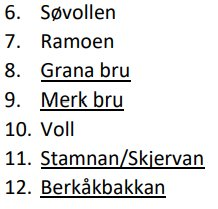 6. Søvollen
7. Ramoen
8. Grana bru
9. Merk bru
10. Voll
11. Stamnan/Skjervan
12. Berkåkbakkan